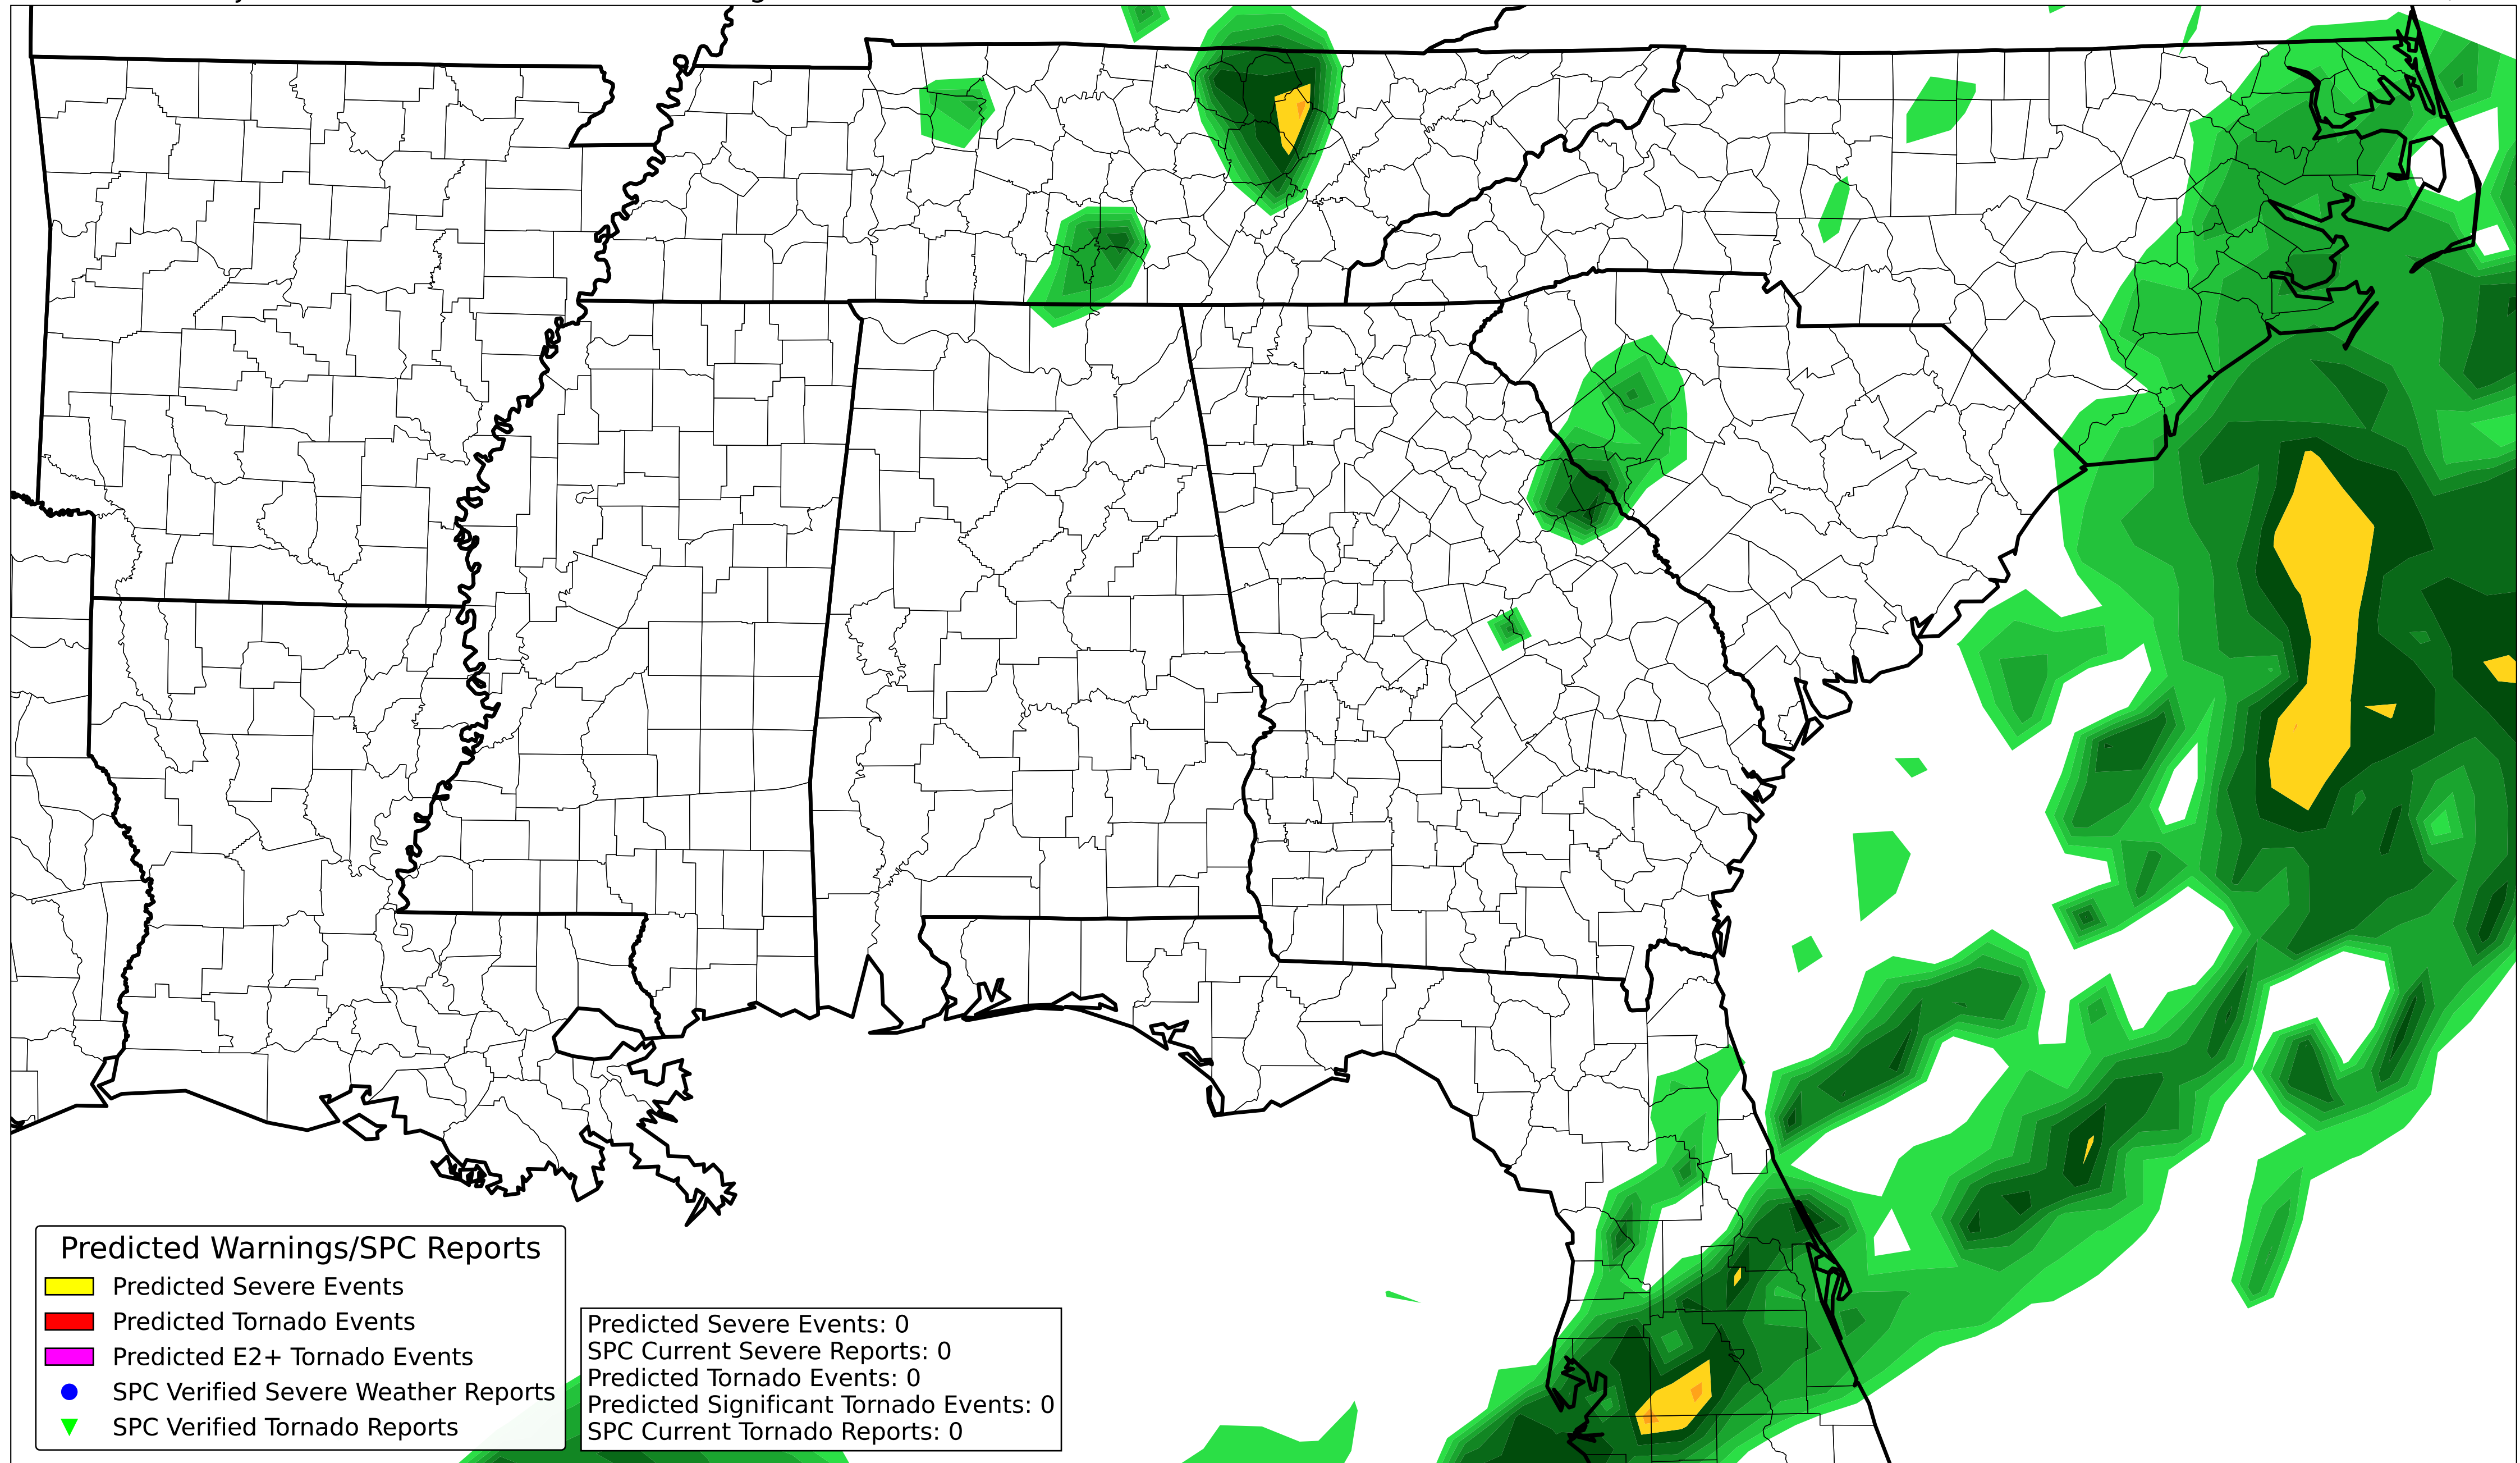 Predicted Warnings/SPC Reports
Predicted Severe Events
Predicted Tornado Events
Predicted E2+ Tornado Events
SPC Verified Severe Weather Reports
SPC Verified Tornado Reports
Predicted Severe Events: 0
SPC Current Severe Reports: 0
Predicted Tornado Events: 0
Predicted Significant Tornado Events: 0
SPC Current Tornado Reports: 0